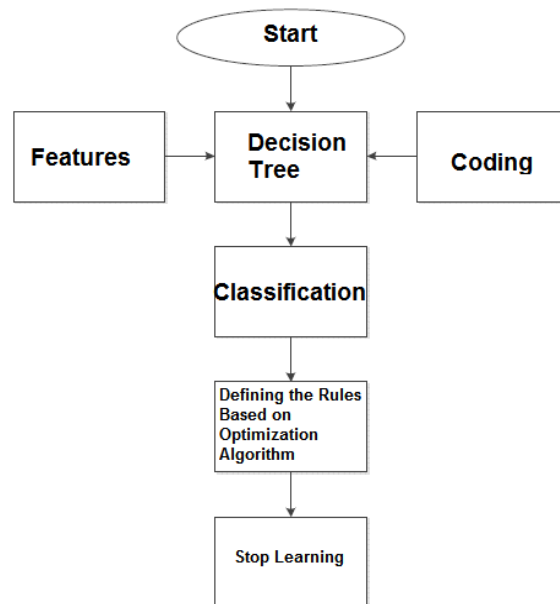 Start
Features
Decision
Tree
Coding
Classification
Defining the Rules
Based on
Optimization
Algorithm
Stop Learning